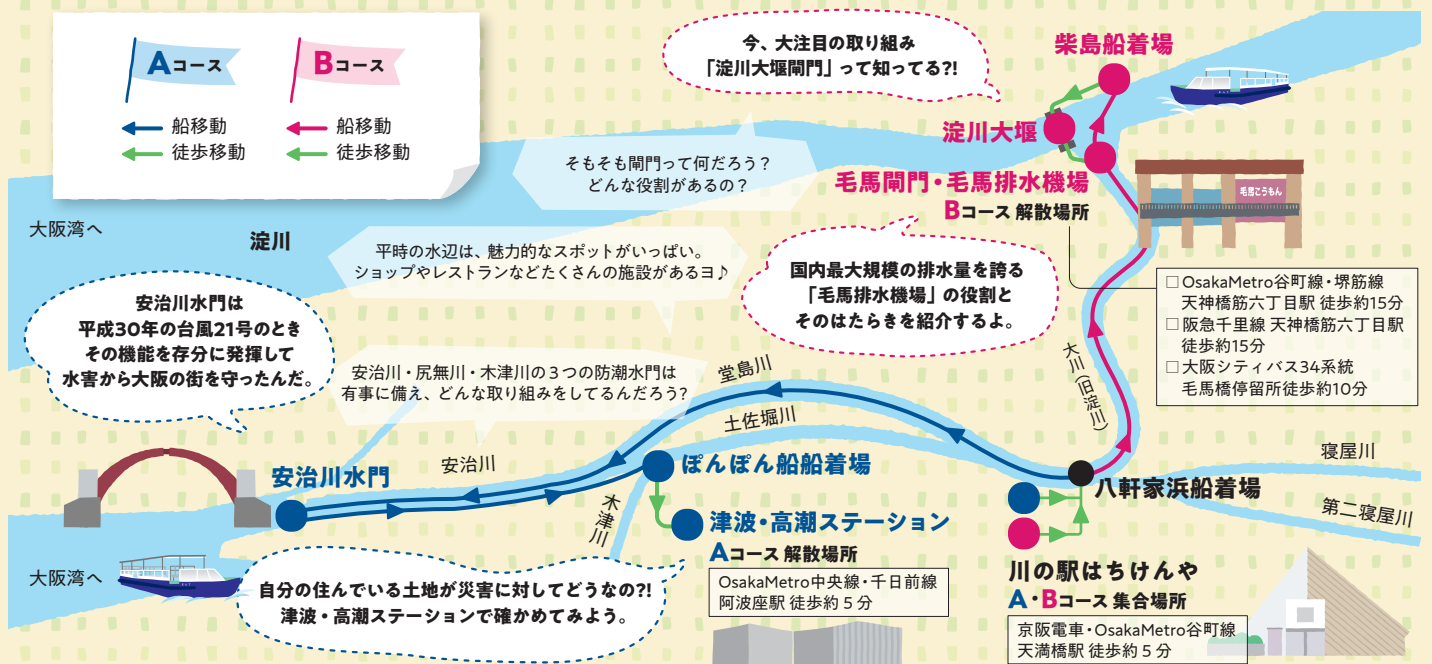 Aコース
Bコース
船移動
徒歩移動
船移動
徒歩移動
今、大注目の取り組み
「淀川大堰閘門」って知ってる?!
柴島船着場
淀川大堰
毛馬閘門・毛馬排水機場
Bコース 解散場所
毛馬こうもん
そもそも閘門って何だろう？
どんな役割があるの？
大阪湾へ
淀川
平時の水辺は、魅力的なスポットがいっぱい。
ショップやレストランなどたくさんの施設があるヨ♪
国内最大規模の排水量を誇る
「毛馬排水機場」の役割と
そのはたらきを紹介するよ。
□ OsakaMetro谷町線・堺筋線
天神橋筋六丁目駅 徒歩約15分
□ 阪急千里線 天神橋筋六丁目駅
徒歩約15分
□ 大阪シティバス34系統
毛馬橋停留所徒歩約10分
安治川水門は
平成30年の台風21号のとき
その機能を存分に発揮して
水害から大阪の街を守ったんだ。
安治川・尻無川・木津川の３つの防潮水門は
有事に備え、どんな取り組みをしてるんだろう?
堂島川
土佐堀川
大川（旧淀川）
安治川水門
安治川
ぽんぽん船船着場
八軒家浜船着場
寝屋川
第二寝屋川
木津川
津波・高潮ステーション
Aコース 解散場所
OsakaMetro中央線・千日前線
阿波座駅 徒歩約５分
大阪湾へ
自分の住んでいる土地が災害に対してどうなの?!
津波・高潮ステーションで確かめてみよう。
川の駅はちけんや
A・Bコース 集合場所
京阪電車・OsakaMetro谷町線
天満橋駅 徒歩約５分